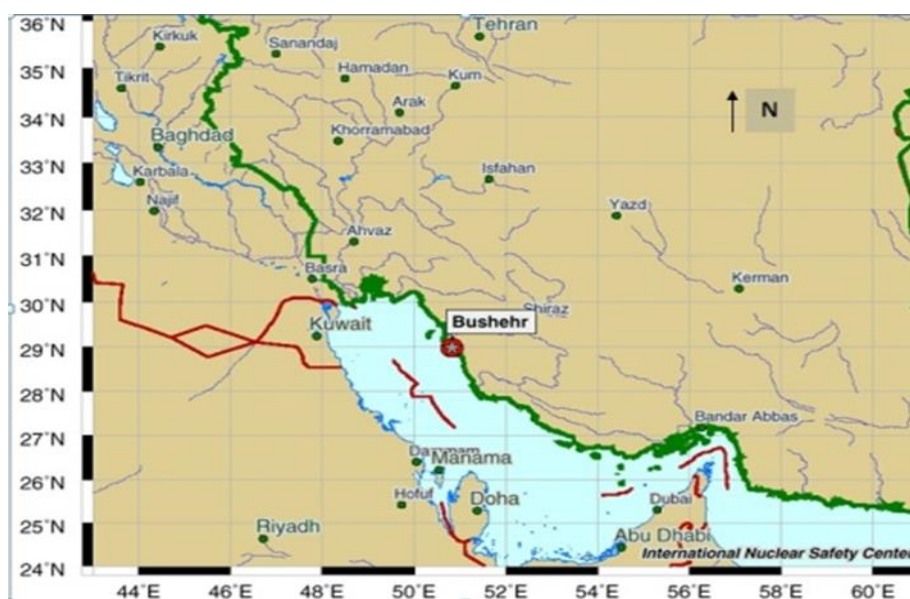 36°N
Tehran
Kirkuk
Sanandaj
35°N
Hamadan
Kum
Tikrit
Arak
34°N
N
Khorramabad
Baghdad
33°N
Isfahan
Karbala
Najif
Yazd
32°N
Ahvaz
31°N
Basra
Kerman
30°N
Shiraz
Kuwait
Bushehr
29°N
28°N
Bandar Abbas
27°N
Manama
26°N
Hofuf
Doha
Dubai
25°N
Riyadh
Abu Dhabi
International Nuclear Safety Center
24°N
44°E
46°E
48°E
50°E
52°E
54°E
56°E
58°E
60°E